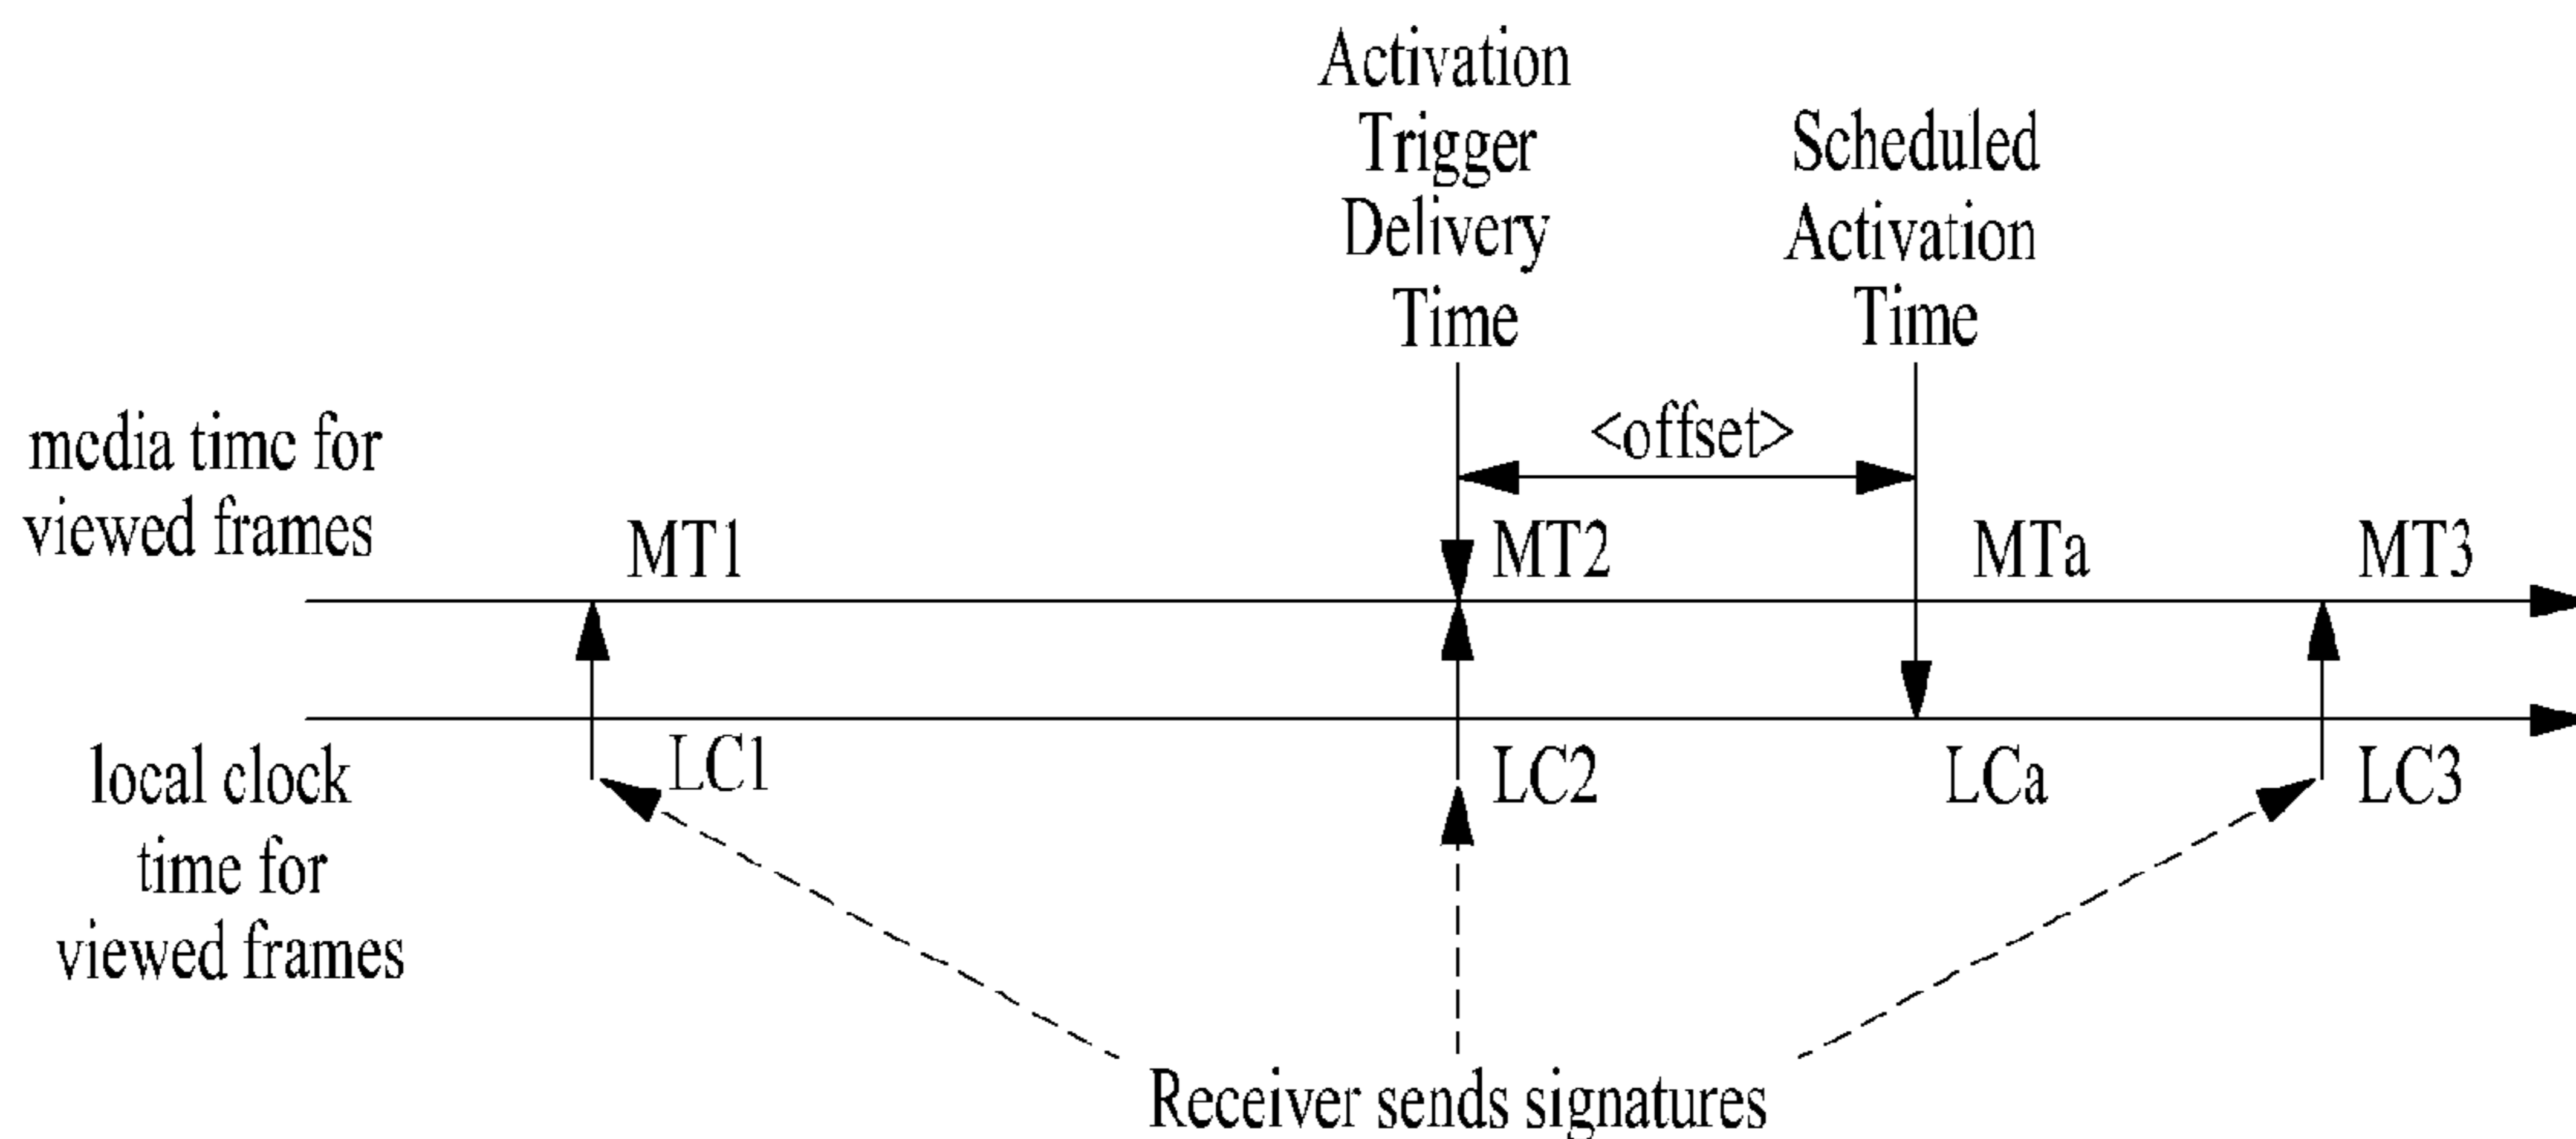 Activation
Trigger
Delivery
Time
Scheduled
Activation
Time
<offset>
media time for
viewed frames
MT1
MT2
MTa
MT3
local clock
time for
viewed frames
LC1
LC2
LCa
LC3
Receiver sends signatures